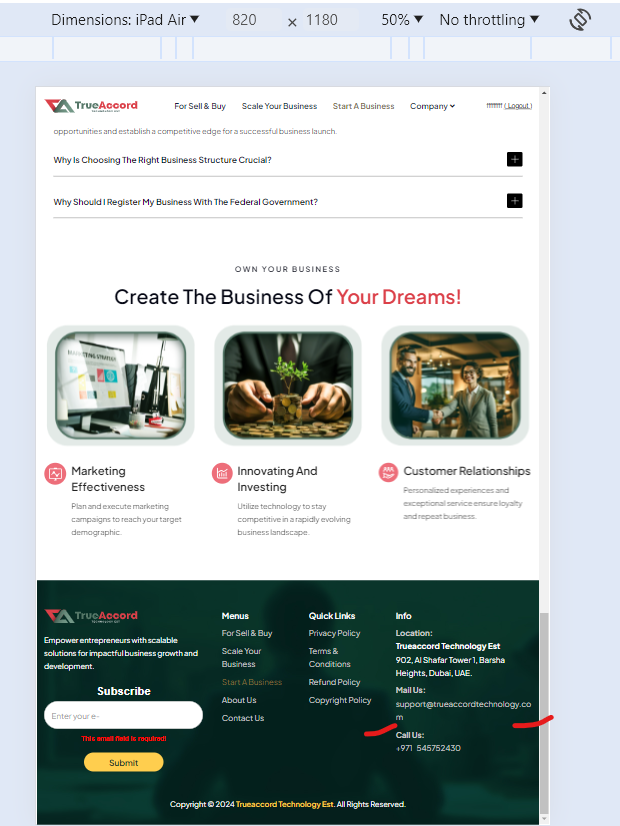 Dimensions: iPad Air ▼ 820 × 1180 50% ▼ No throttling ▼
TrueAccord For Sell & Buy Scale Your Business Start A Business Company ( Logout )
TECHNOLOGY EST
opportunities and establish a competitive edge for a successful business launch.
Why Is Choosing The Right Business Structure Crucial?
Why Should I Register My Business With The Federal Government?
OWN YOUR BUSINESS
Create The Business Of Your Dreams!
MARKETING STRATEGY
Marketing
Effectiveness
Plan and execute marketing
campaigns to reach your target
demographic.
Innovating And
Investing
Utilize technology to stay
competitive in a rapidly evolving
business landscape.
Customer Relationships
Personalized experiences and
exceptional service ensure loyalty
and repeat business.
TrueAccord
TECHNOLOGY EST
Empower entrepreneurs with scalable
solutions for impactful business growth and
development.
Subscribe
Enter your e-
This email field is required!
Submit
Menus
For Sell & Buy
Scale Your
Business
Start A Business
About Us
Contact Us
Quick Links
Privacy Policy
Terms &
Conditions
Refund Policy
Copyright Policy
Info
Location:
Trueaccord Technology Est
902, Al Shafar Tower 1, Barsha
Heights, Dubai, UAE.
Mail Us:
support@trueaccordtechnology.co
m
Call Us:
+971 545752430
Copyright © 2024 Trueaccord Technology Est. All Rights Reserved.